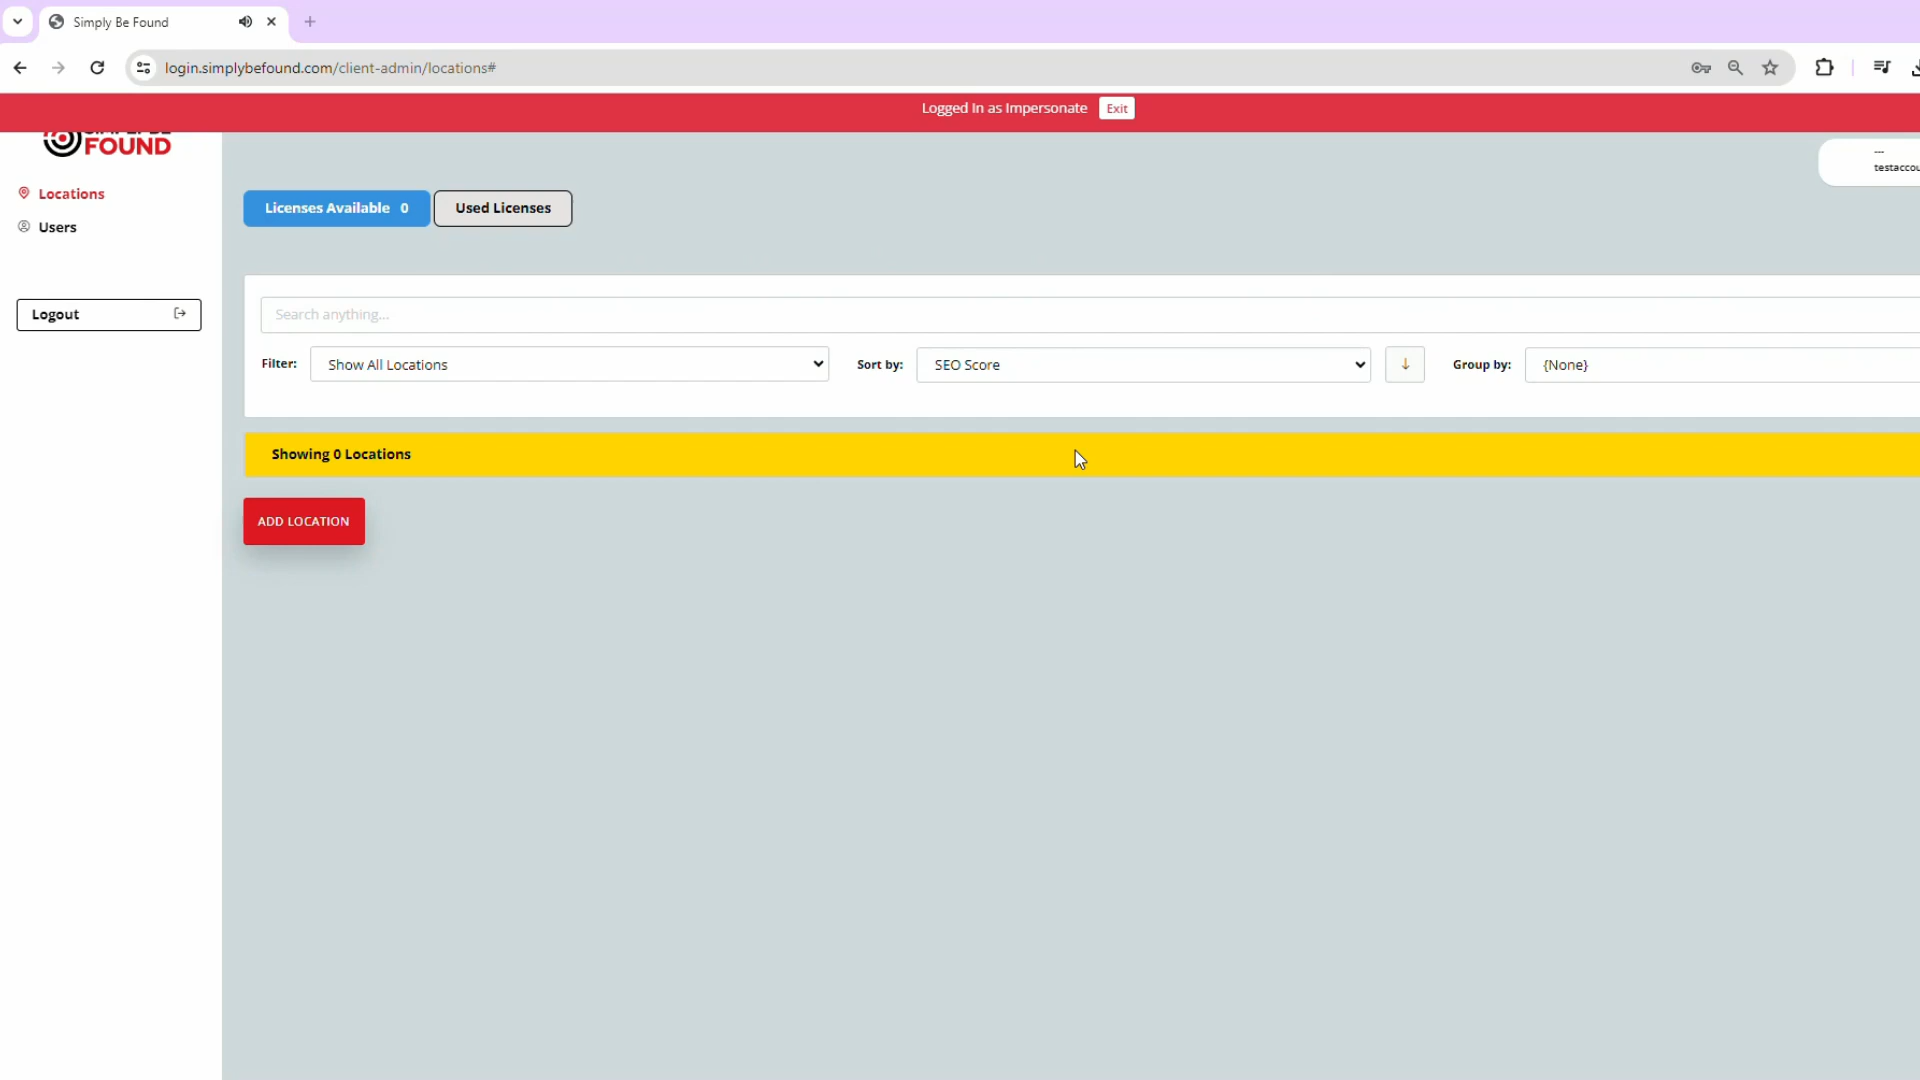 Simply Be Found
login.simplybefound.com/client-admin/locations#
Logged In as Impersonate Exit
FOUND
---
testaccou
Locations
Users
Logout
Licenses Available 0 Used Licenses
Search anything...
Filter: Show All Locations Sort by: SEO Score ↓ Group by: {None}
Showing 0 Locations
ADD LOCATION